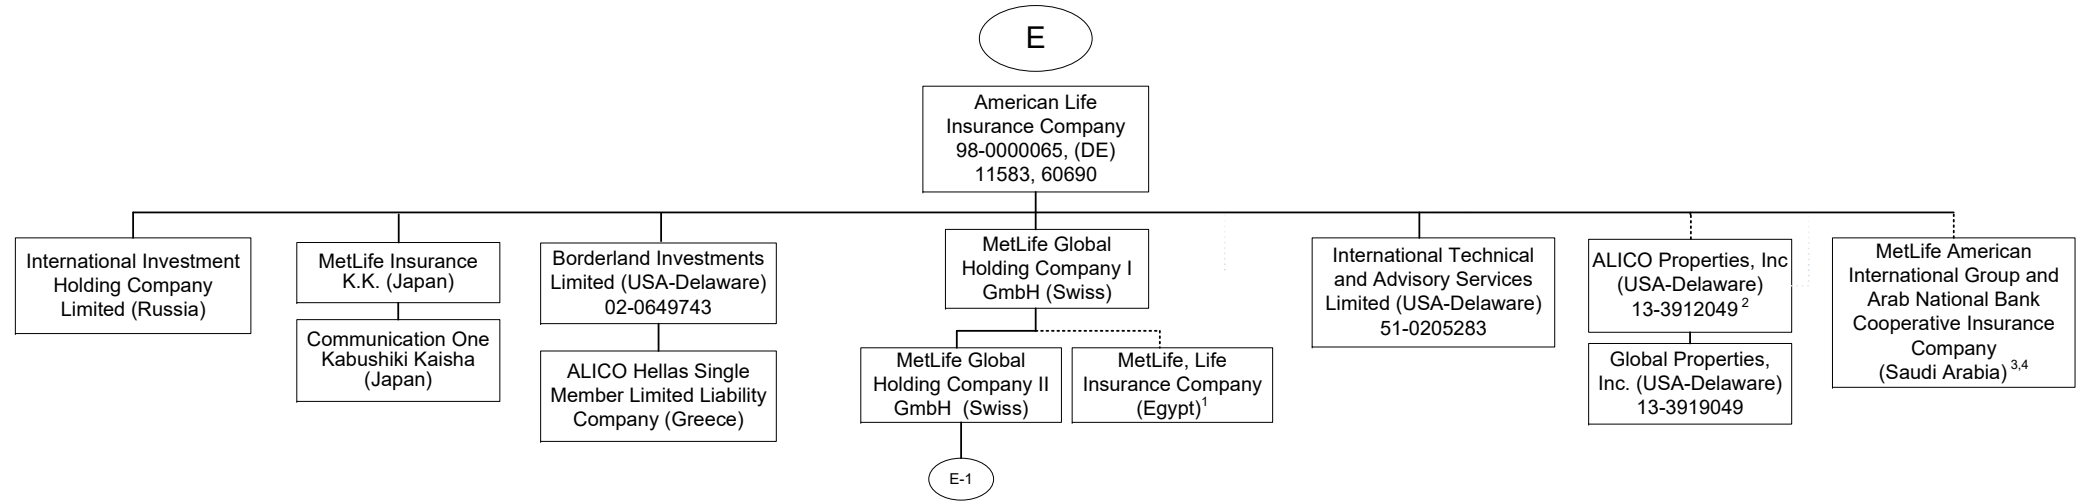 E
American Life
Insurance Company
98-0000065, (DE)
11583, 60690
International Investment
Holding Company
Limited (Russia)
MetLife Insurance
K.K. (Japan)
Communication One
Kabushiki Kaisha
(Japan)
Borderland Investments
Limited (USA-Delaware)
02-0649743
ALICO Hellas Single
Member Limited Liability
Company (Greece)
MetLife Global
Holding Company I
GmbH (Swiss)
MetLife Global
Holding Company II
GmbH (Swiss)
E-1
MetLife, Life
Insurance Company
(Egypt)1
International Technical
and Advisory Services
Limited (USA-Delaware)
51-0205283
ALICO Properties, Inc
(USA-Delaware)
13-3912049 2
Global Properties,
Inc. (USA-Delaware)
13-3919049
MetLife American
International Group and
Arab National Bank
Cooperative Insurance
Company
(Saudi Arabia) 3,4